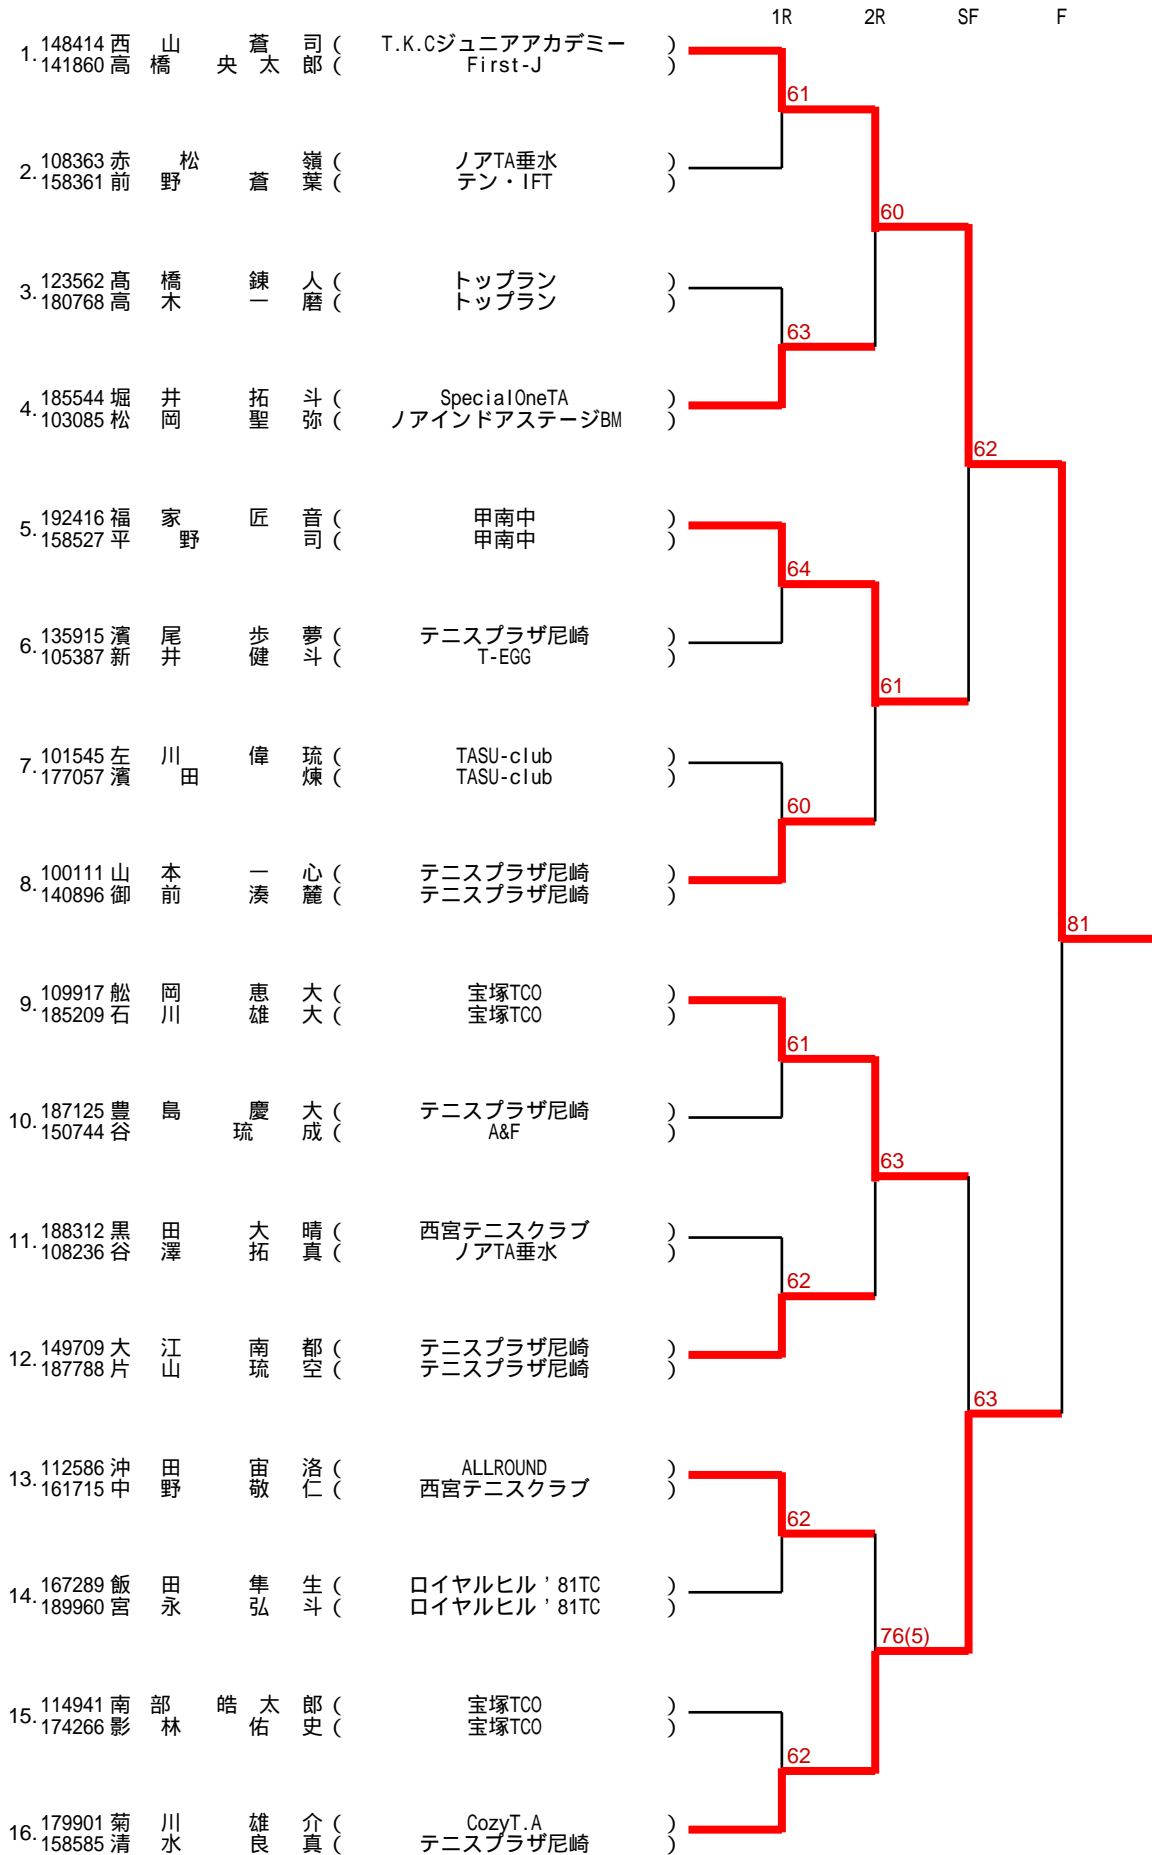 1R 2R SF F
1. 148414 西 山 蒼 司 ( T.K.Cジュニアアカデミー )
141860 高 橋 央 太 郎 ( First-J )
61
2. 108363 赤 松 嶺 ( ノアTA垂水 )
158361 前 野 蒼 葉 ( テン・IFT )
60
3. 123562 髙 橋 錬 人 ( トップラン )
180768 高 木 一 磨 ( トップラン )
63
4. 185544 堀 井 拓 斗 ( SpecialOneTA )
103085 松 岡 聖 弥 ( ノアインドアステージBM )
62
5. 192416 福 家 匠 音 ( 甲南中 )
158527 平 野 司 ( 甲南中 )
64
6. 135915 濱 尾 歩 夢 ( テニスプラザ尼崎 )
105387 新 井 健 斗 ( T-EGG )
61
7. 101545 左 川 偉 琉 ( TASU-club )
177057 濱 田 煉 ( TASU-club )
60
8. 100111 山 本 一 心 ( テニスプラザ尼崎 )
140896 御 前 湊 麓 ( テニスプラザ尼崎 )
81
9. 109917 舩 岡 恵 大 ( 宝塚TCO )
185209 石 川 雄 大 ( 宝塚TCO )
61
10. 187125 豊 島 慶 大 ( テニスプラザ尼崎 )
150744 谷 琉 成 ( A&F )
63
11. 188312 黒 田 大 晴 ( 西宮テニスクラブ )
108236 谷 澤 拓 真 ( ノアTA垂水 )
62
12. 149709 大 江 南 都 ( テニスプラザ尼崎 )
187788 片 山 琉 空 ( テニスプラザ尼崎 )
63
13. 112586 沖 田 宙 洛 ( ALLROUND )
161715 中 野 敬 仁 ( 西宮テニスクラブ )
62
14. 167289 飯 田 隼 生 ( ロイヤルヒル'81TC )
189960 宮 永 弘 斗 ( ロイヤルヒル'81TC )
76(5)
15. 114941 南 部 皓 太 郎 ( 宝塚TCO )
174266 影 林 佑 史 ( 宝塚TCO )
62
16. 179901 菊 川 雄 介 ( CozyT.A )
158585 清 水 良 真 ( テニスプラザ尼崎 )